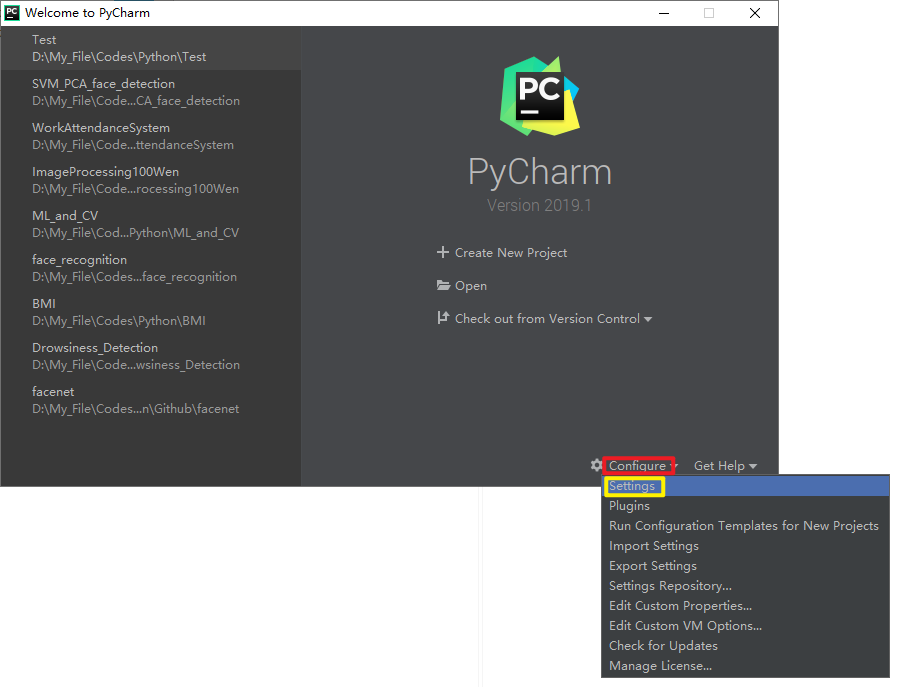 PC Welcome to PyCharm
Test
D:\My_File\Codes\Python\Test
SVM_PCA_face_detection
D:\My_File\Code...CA_face_detection
WorkAttendanceSystem
D:\My_File\Code...ttendanceSystem
ImageProcessing100Wen
D:\My_File\Code...rocessing100Wen
ML_and_CV
D:\My_File\Cod...Python\ML_and_CV
face_recognition
D:\My_File\Codes...face_recognition
BMI
D:\My_File\Codes\Python\BMI
Drowsiness_Detection
D:\My_File\Code...wsiness_Detection
facenet
D:\My_File\Codes...n\Github\facenet
PC
PyCharm
Version 2019.1
Create New Project
Open
Check out from Version Control
Configure Get Help
Settings
Plugins
Run Configuration Templates for New Projects
Import Settings
Export Settings
Settings Repository...
Edit Custom Properties...
Edit Custom VM Options...
Check for Updates
Manage License...